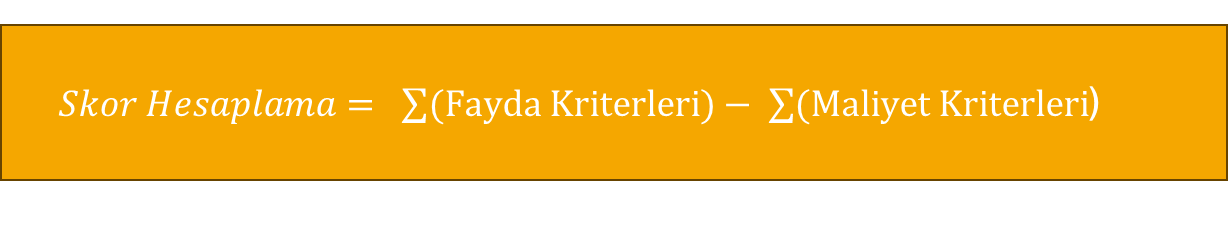 Skor Hesaplama = ∑(Fayda Kriterleri) − ∑(Maliyet Kriterleri)